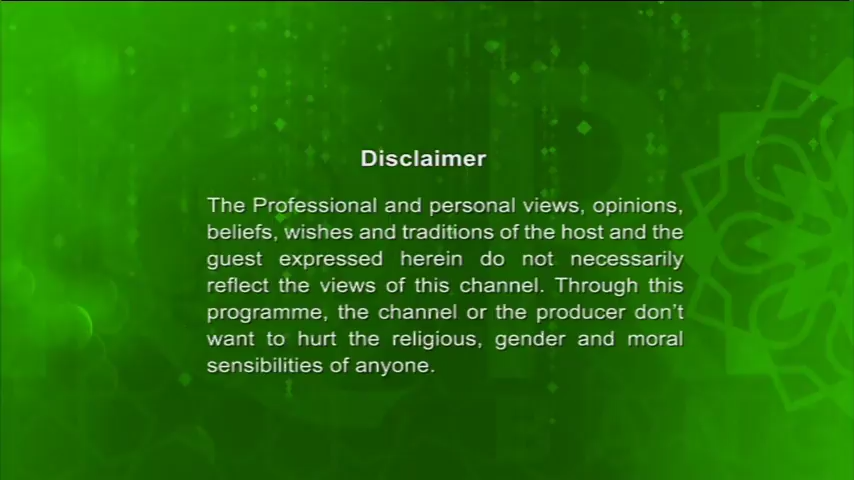 Disclaimer
The Professional and personal views, opinions,
beliefs, wishes and traditions of the host and the
guest expressed herein do not necessarily
reflect the views of this channel. Through this
programme, the channel or the producer don't
want to hurt the religious, gender and moral
sensibilities of anyone.